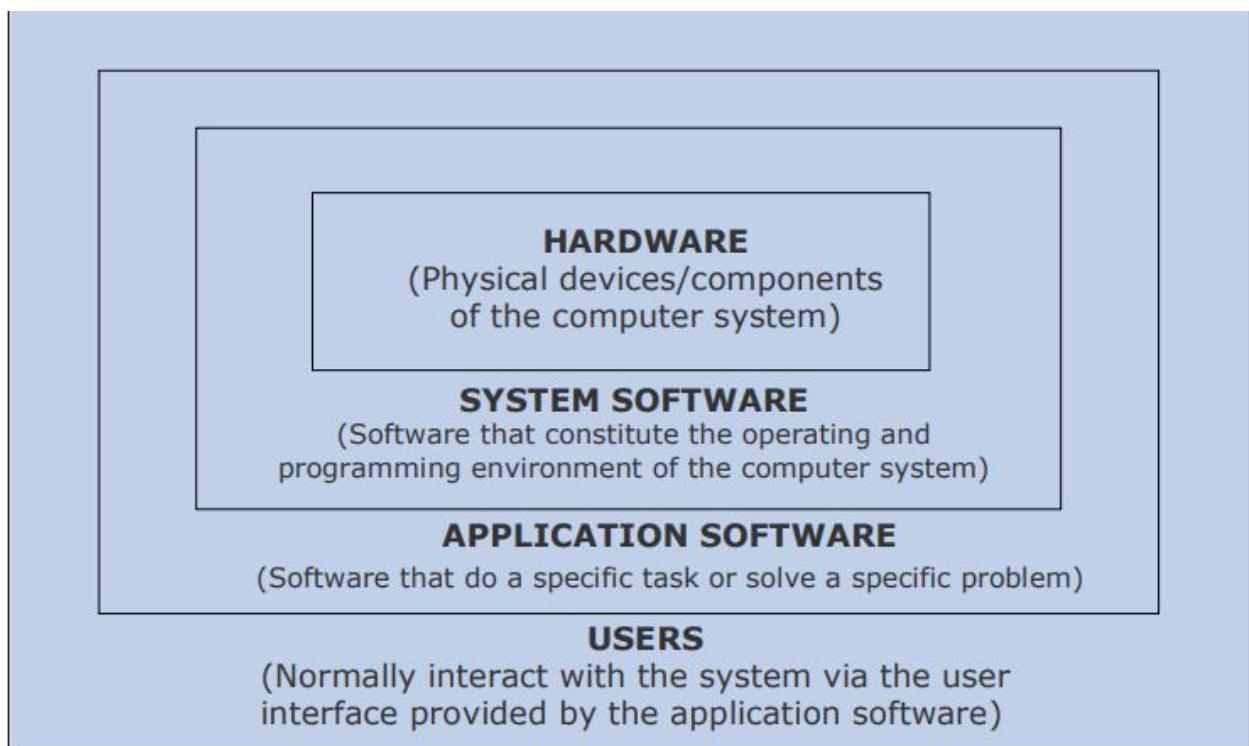 HARDWARE
(Physical devices/components
of the computer system)
SYSTEM SOFTWARE
(Software that constitute the operating and
programming environment of the computer system)
APPLICATION SOFTWARE
(Software that do a specific task or solve a specific problem)
USERS
(Normally interact with the system via the user
interface provided by the application software)